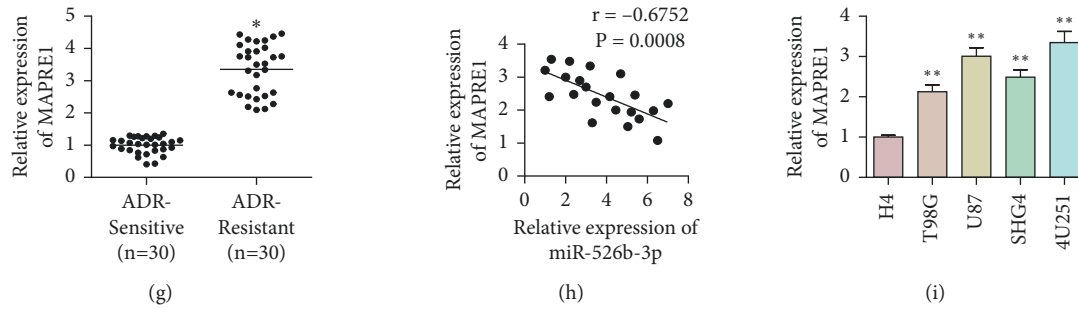 Relative expression
of MAPRE1
5
4
3
2
1
0
*
ADR-
Sensitive
(n=30)
ADR-
Resistant
(n=30)
(g)
r = –0.6752
P = 0.0008
Relative expression
of MAPRE1
4
3
2
1
0
0 2 4 6 8
Relative expression of
miR-526b-3p
(h)
Relative expression
of MAPRE1
4
3
2
1
0
** ** ** **
H4
T98G
U87
SHG4
4U251
(i)